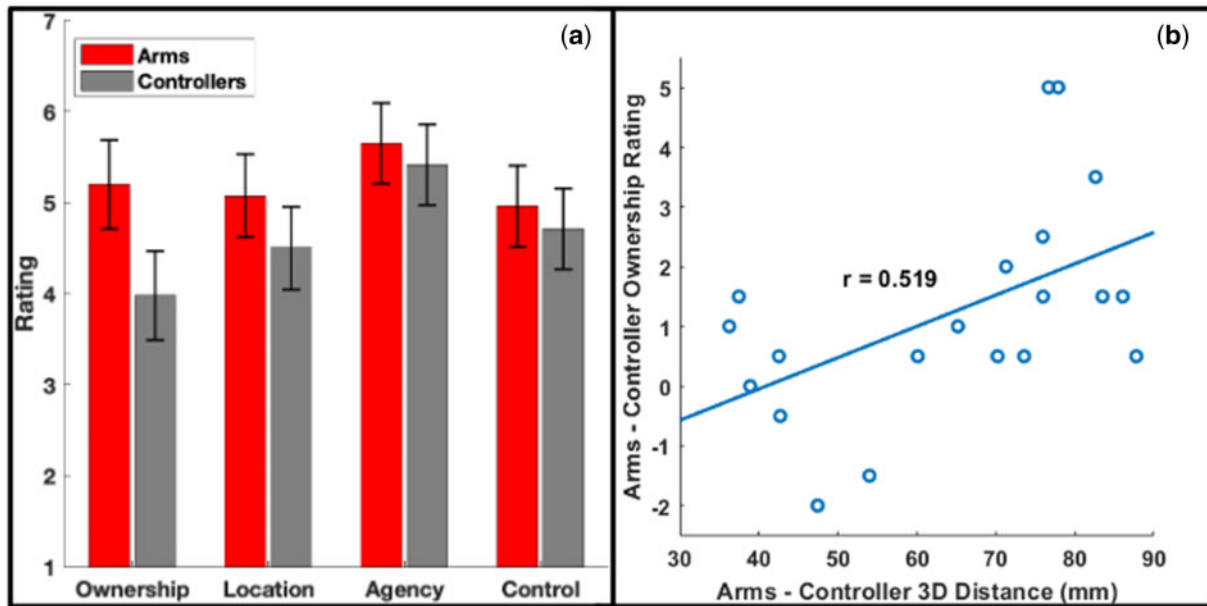 (a)
Arms
Controllers
Rating
7
6
5
4
3
2
1
Ownership Location Agency Control
(b)
Arms - Controller Ownership Rating
5
4
3
2
1
0
-1
-2
r = 0.519
30 40 50 60 70 80 90
Arms - Controller 3D Distance (mm)